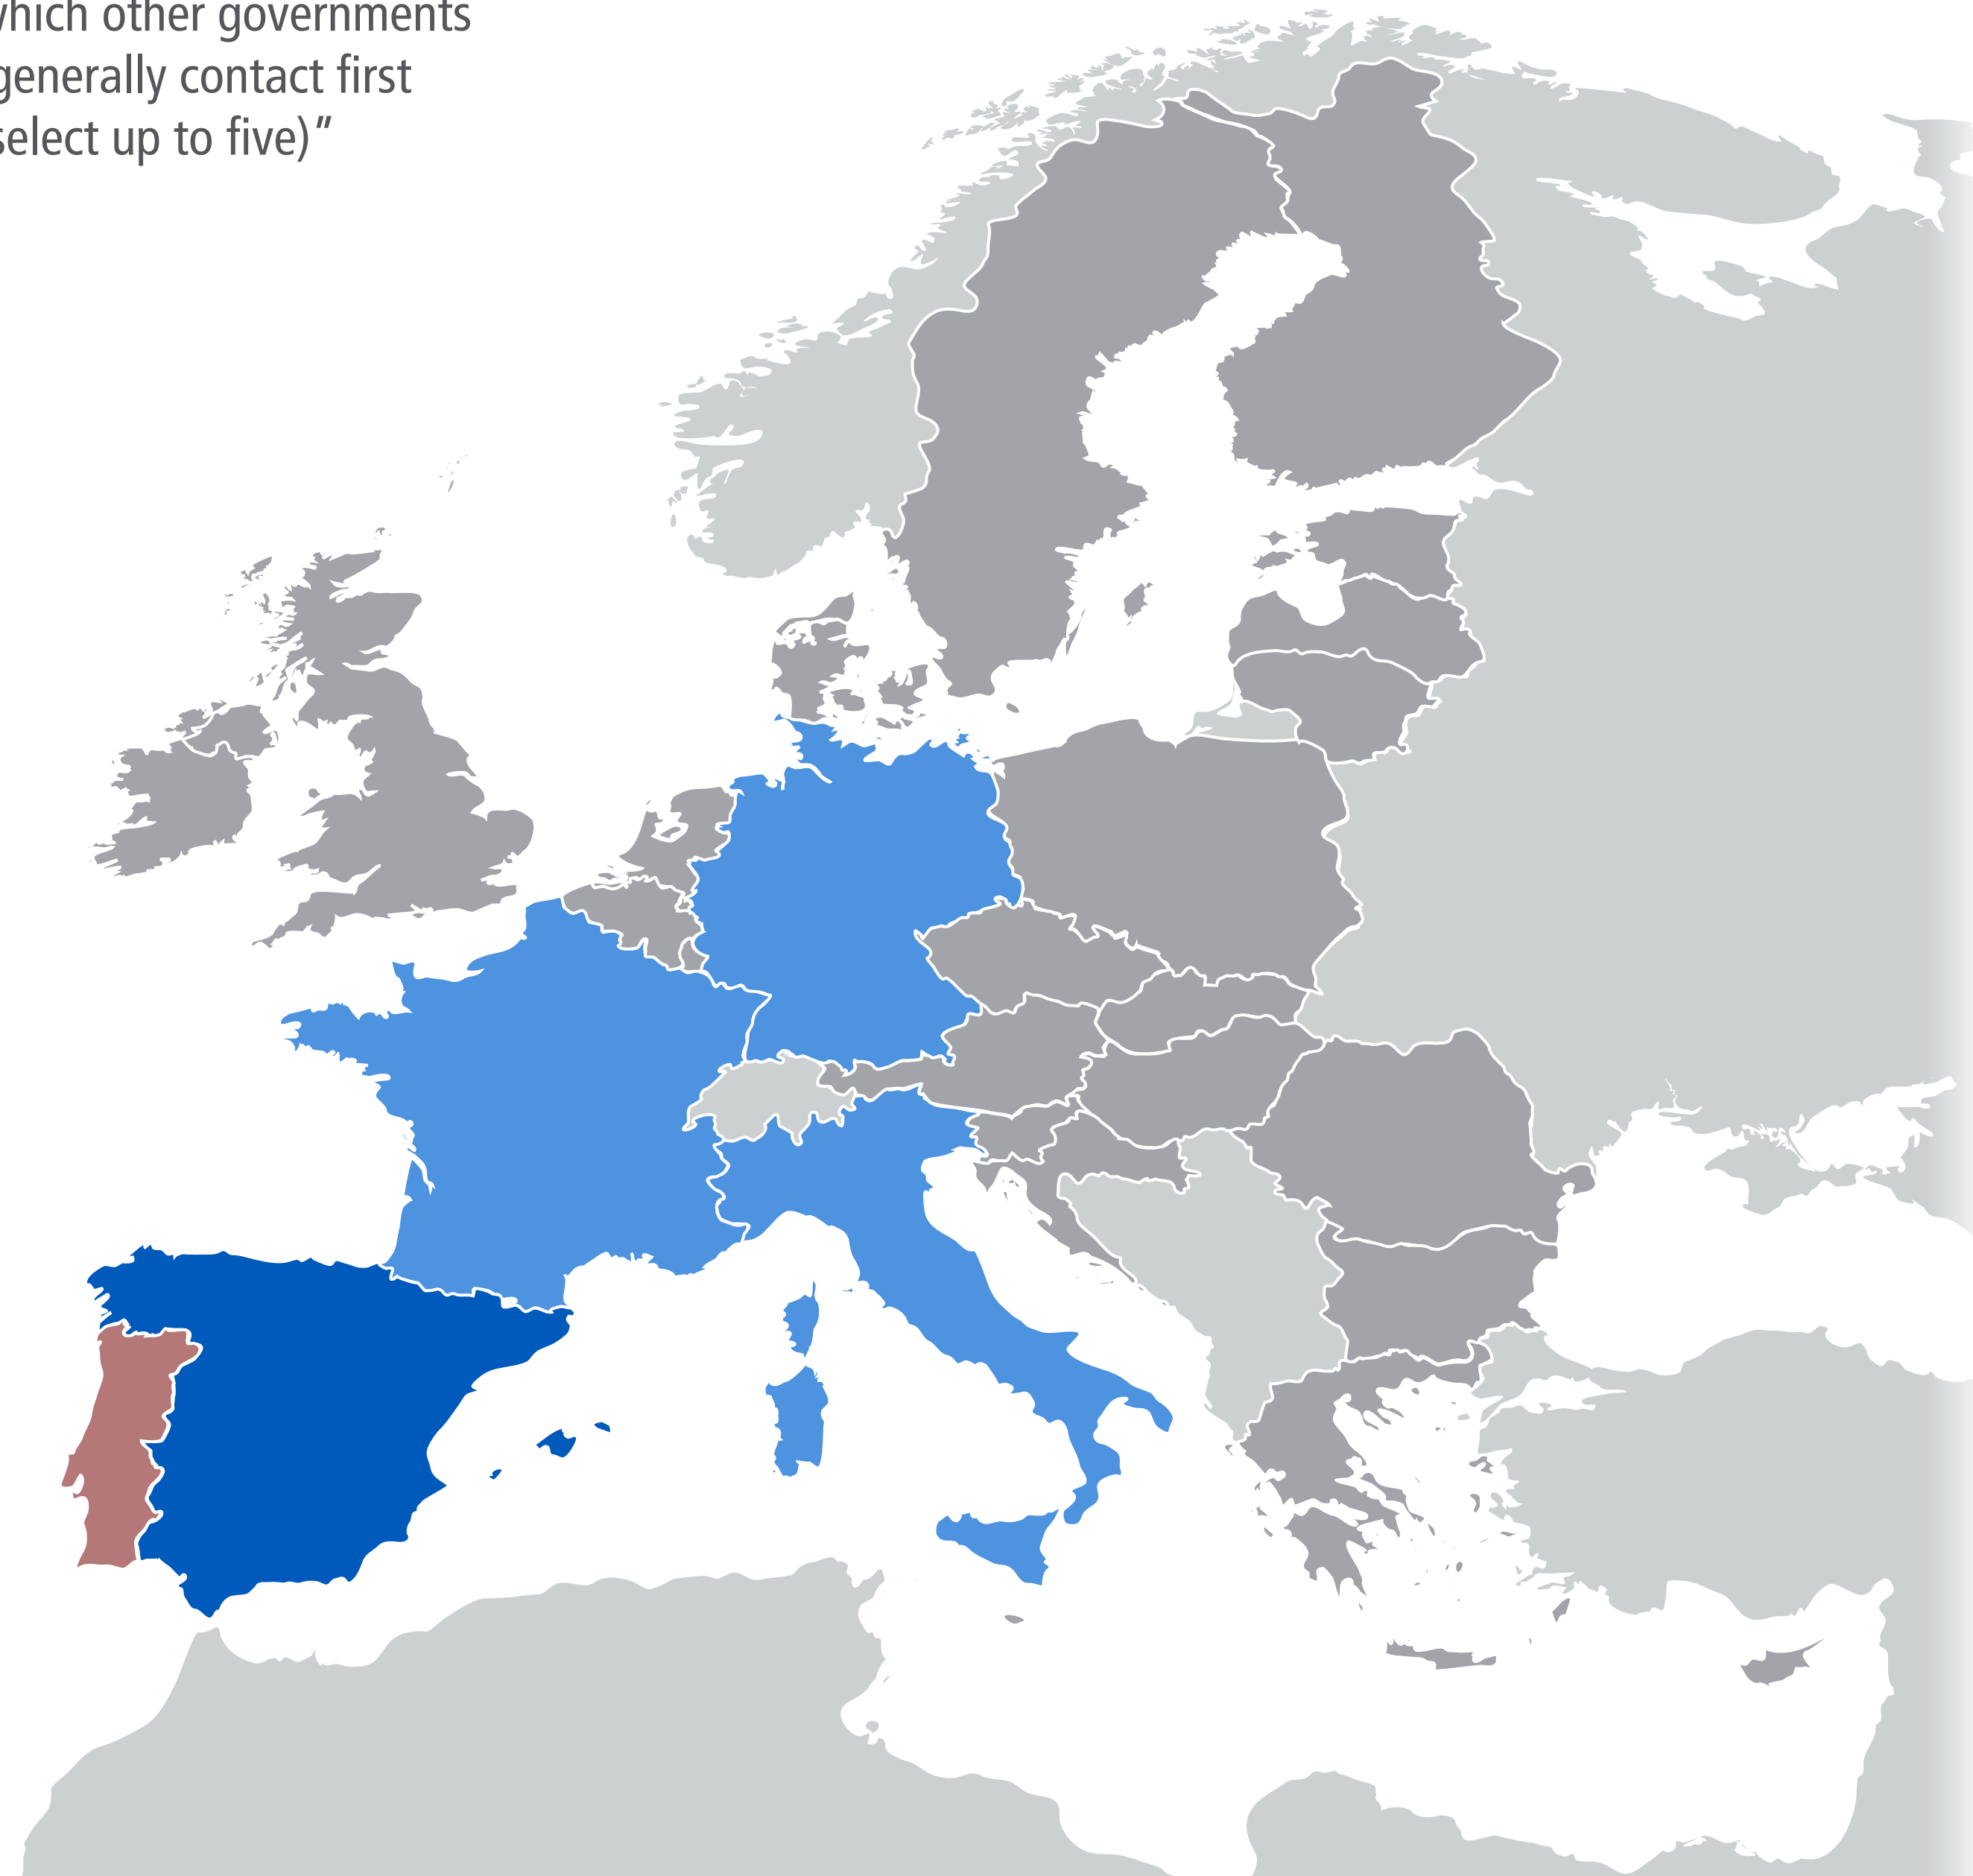 which other governments
generally contact first
select up to five)“